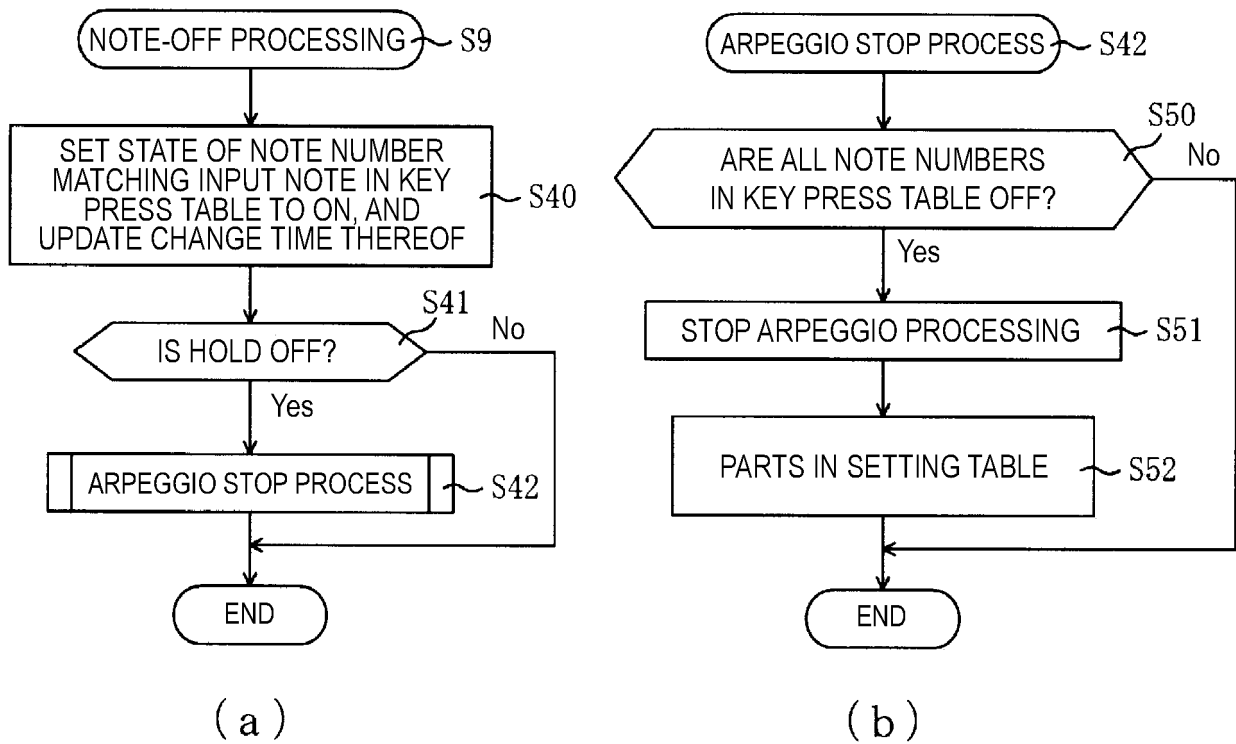 NOTE-OFF PROCESSING
S9
SET STATE OF NOTE NUMBER
MATCHING INPUT NOTE IN KEY
PRESS TABLE TO ON, AND
UPDATE CHANGE TIME THEREOF
S40
S41
IS HOLD OFF?
No
Yes
ARPEGGIO STOP PROCESS
S42
END
(a)
ARPEGGIO STOP PROCESS
S42
S50
ARE ALL NOTE NUMBERS
IN KEY PRESS TABLE OFF?
No
Yes
STOP ARPEGGIO PROCESSING
S51
PARTS IN SETTING TABLE
S52
END
(b)